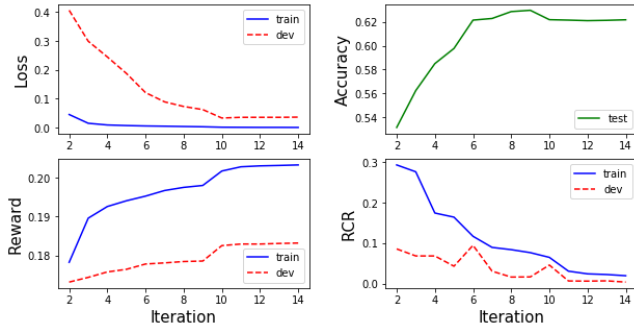 Loss
0.4
0.3
0.2
0.1
0.0
train
dev
2 4 6 8 10 12 14
Accuracy
0.62
0.60
0.58
0.56
0.54
test
2 4 6 8 10 12 14
Reward
0.20
0.19
0.18
train
dev
2 4 6 8 10 12 14
Iteration
RCR
0.3
0.2
0.1
0.0
train
dev
2 4 6 8 10 12 14
Iteration